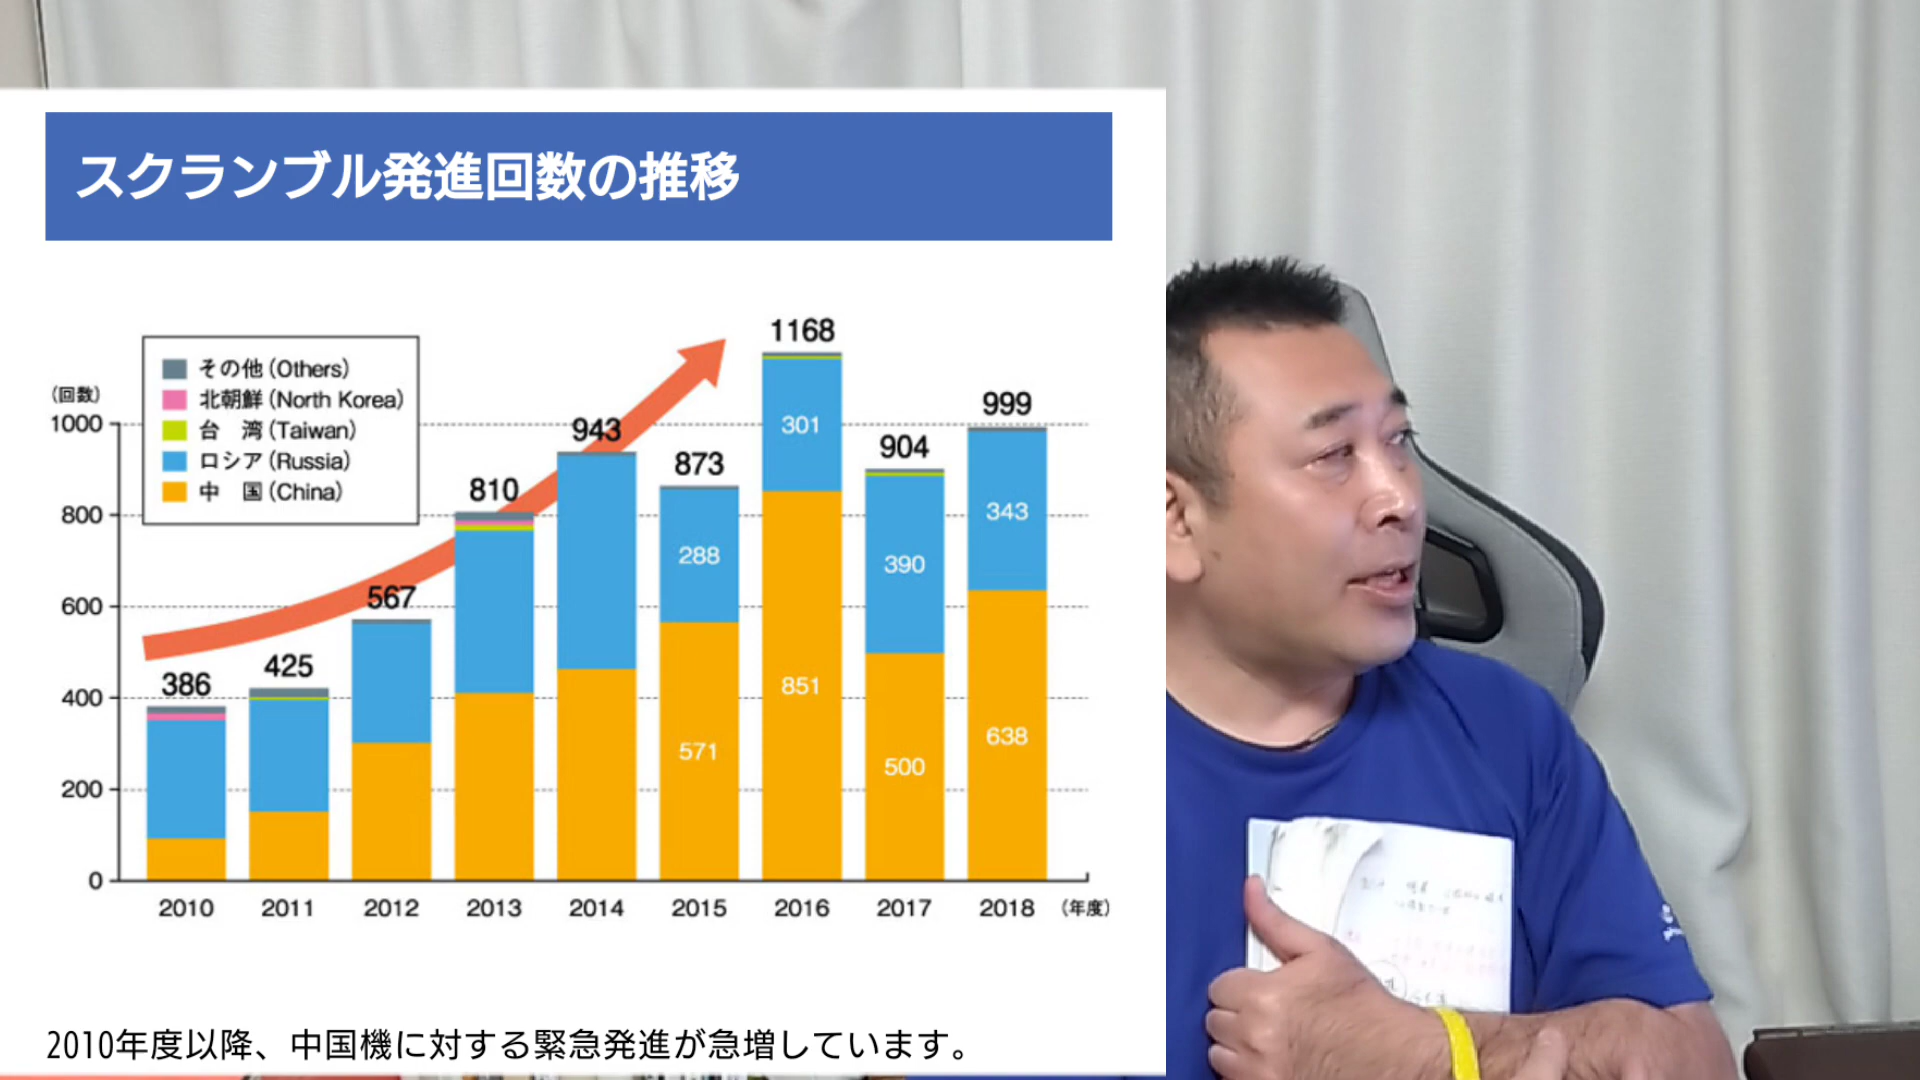 スクランブル発進回数の推移
(回数)
その他(Others)
北朝鮮(North Korea)
台 湾(Taiwan)
ロシア(Russia)
中 国(China)
1000
800
600
400
200
0
386
425
567
810
943
873
288
571
1168
301
851
904
390
500
999
343
638
2010 2011 2012 2013 2014 2015 2016 2017 2018 (年度)
2010年度以降、中国機に対する緊急発進が急増しています。